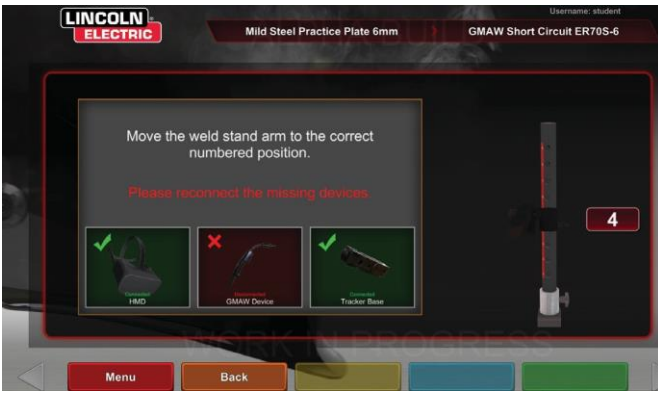 Username: student
LINCOLN
ELECTRIC
Mild Steel Practice Plate 6mm
GMAW Short Circuit ER70S-6
Move the weld stand arm to the correct
numbered position.
Please reconnect the missing devices.
Connected
HMD
Disconnected
GMAW Device
Connected
Tracker Base
4
WORK IN PROGRESS
Menu
Back